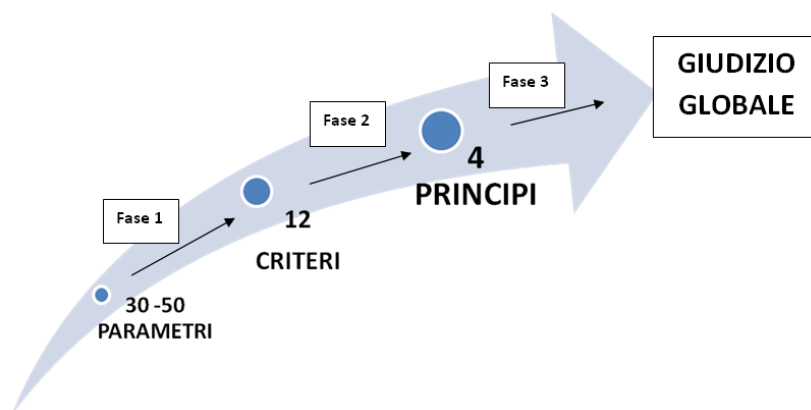 Fase 1
30 -50
PARAMETRI
Fase 2
12
CRITERI
Fase 3
4
PRINCIPI
GIUDIZIO
GLOBALE